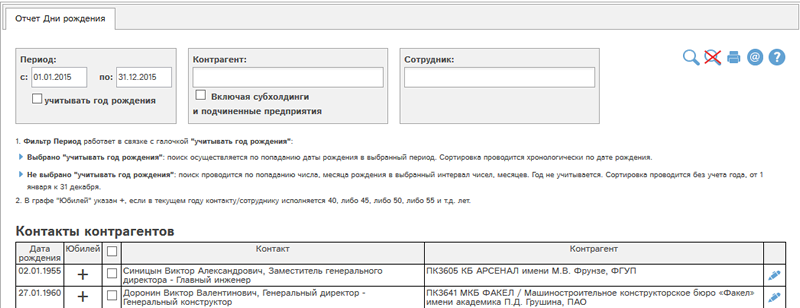 Отчет Дни рождения
Период:
с: 01.01.2015 по: 31.12.2015
учитывать год рождения
Контрагент:
Включая субхолдинги
и подчиненные предприятия
Сотрудник:
1. Фильтр Период работает в связке с галочкой "учитывать год рождения":
Выбрано "учитывать год рождения": поиск осуществляется по попаданию даты рождения в выбранный период. Сортировка проводится хронологически по дате рождения.
Не выбрано "учитывать год рождения": поиск проводится по попаданию числа, месяца рождения в выбранный интервал чисел, месяцев. Год не учитывается. Сортировка проводится без учета года, от 1
января к 31 декабря.
2. В графе "Юбилей" указан +, если в текущем году контакту/сотруднику исполняется 40, либо 45, либо 50, либо 55 и т.д. лет.
Контакты контрагентов
Дата рождения Юбилей Контакт Контрагент
02.01.1955 + Синицын Виктор Александрович, Заместитель генерального
директора - Главный инженер
ПК3605 КБ АРСЕНАЛ имени М.В. Фрунзе, ФГУП
27.01.1960 + Доронин Виктор Валентинович, Генеральный директор -
Генеральный конструктор
ПК3641 МКБ ФАКЕЛ / Машиностроительное конструкторское бюро «Факел»
имени академика П.Д. Грушина, ПАО